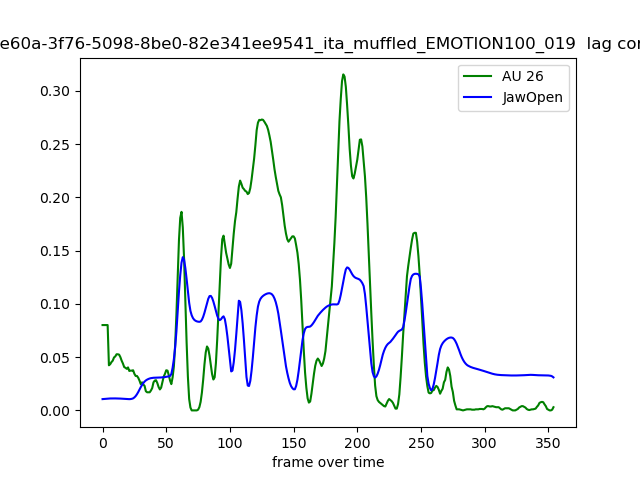 e60a-3f76-5098-8be0-82e341ee9541_ita_muffled_EMOTION100_019 lag
AU 26
JawOpen
0.30
0.25
0.20
0.15
0.10
0.05
0.00
0 50 100 150 200 250 300 350
frame over time